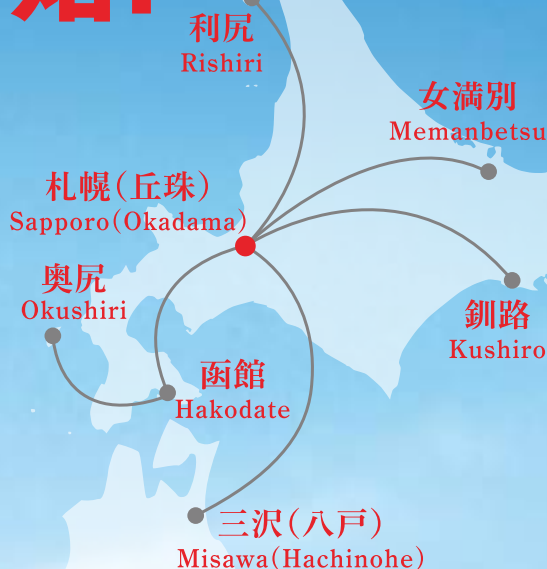 利尻
Rishiri
女満別
Memanbetsu
札幌（丘珠）
Sapporo(Okadama)
奥尻
Okushiri
釧路
Kushiro
函館
Hakodate
三沢（八戸）
Misawa(Hachinohe)